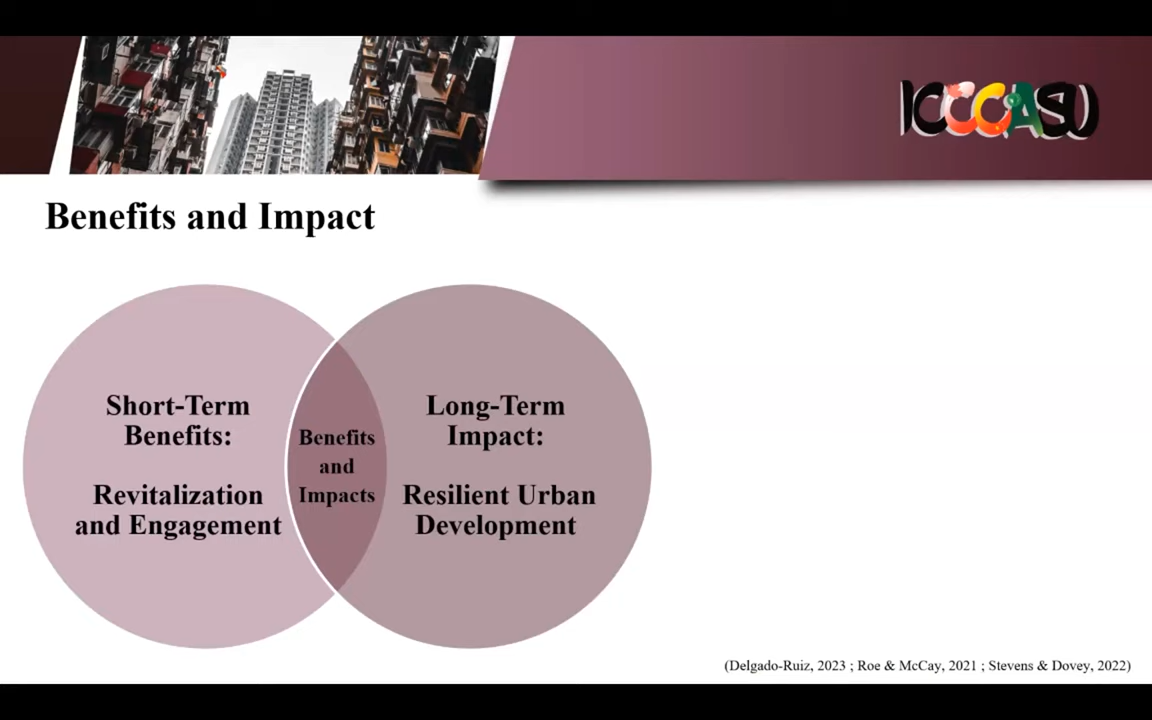 ICCCASU
Benefits and Impact
Short-Term
Benefits:
Revitalization
and Engagement
Benefits
and
Impacts
Long-Term
Impact:
Resilient Urban
Development
(Delgado-Ruiz, 2023 ; Roe & McCay, 2021 ; Stevens & Dovey, 2022)